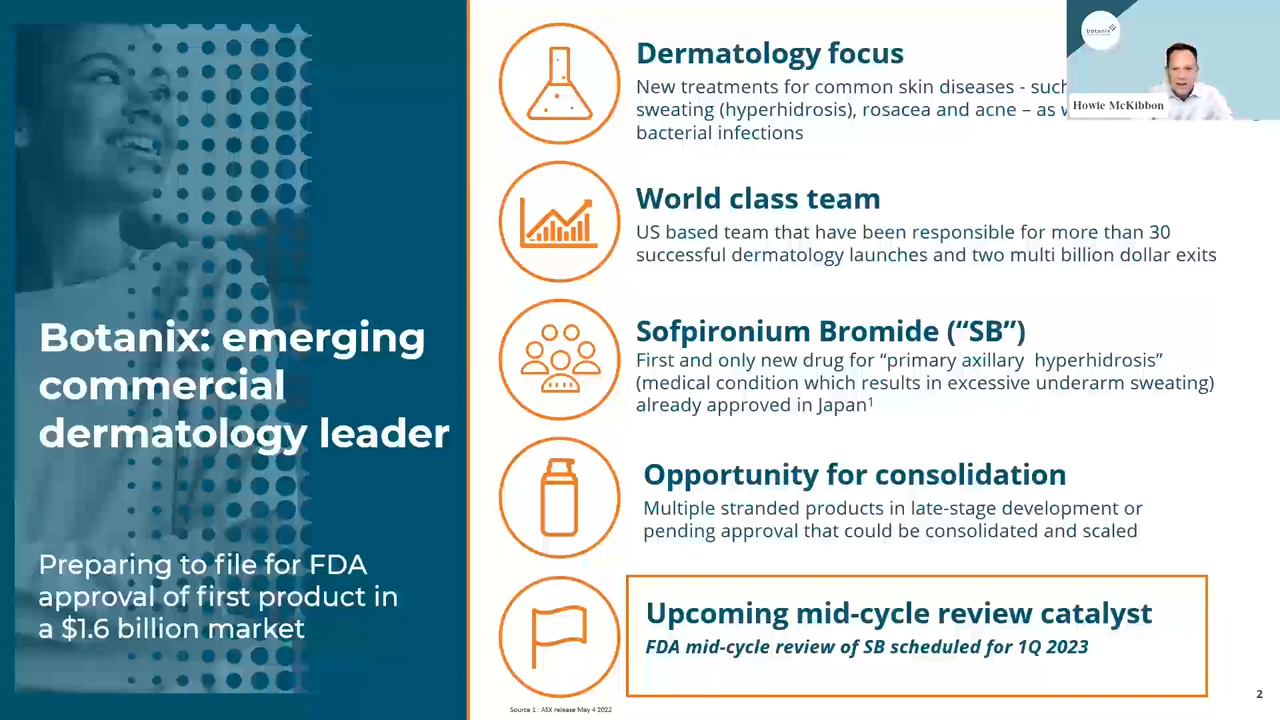 Botanix: emerging
commercial
dermatology leader
Preparing to file for FDA
approval of first product in
a $1.6 billion market
Dermatology focus
New treatments for common skin diseases - such
sweating (hyperhidrosis), rosacea and acne – as
bacterial infections
World class team
US based team that have been responsible for more than 30
successful dermatology launches and two multi billion dollar exits
Sofpironium Bromide (“SB”)
First and only new drug for “primary axillary hyperhidrosis”
(medical condition which results in excessive underarm sweating)
already approved in Japan¹
Opportunity for consolidation
Multiple stranded products in late-stage development or
pending approval that could be consolidated and scaled
Upcoming mid-cycle review catalyst
FDA mid-cycle review of SB scheduled for 1Q 2023
Source 1 : ASX release May 4 2022
2
botanix
Howie McKibbon